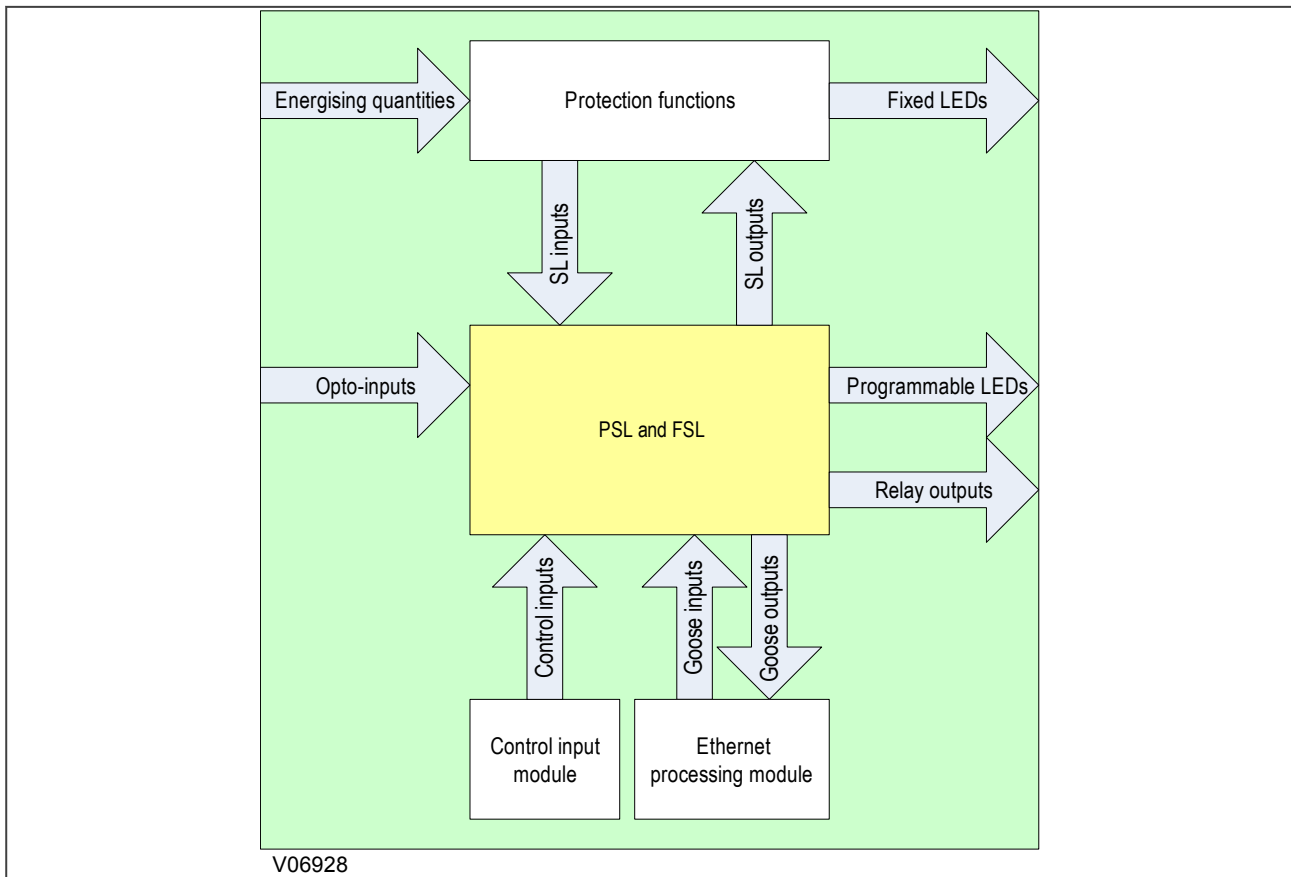 Energising quantities
Protection functions
Fixed LEDs
SL inputs
SL outputs
Opto-inputs
PSL and FSL
Programmable LEDs
Relay outputs
Control inputs
Goose inputs
Goose outputs
Control input
module
Ethernet
processing module
V06928